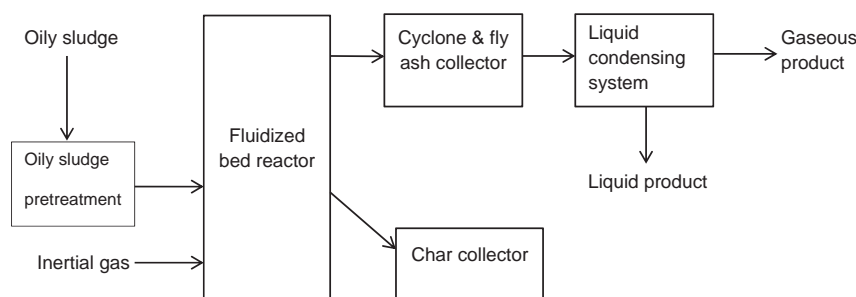 Oily sludge
Oily sludge
pretreatment
Inertial gas
Fluidized
bed reactor
Cyclone & fly
ash collector
Liquid
condensing
system
Gaseous
product
Liquid product
Char collector